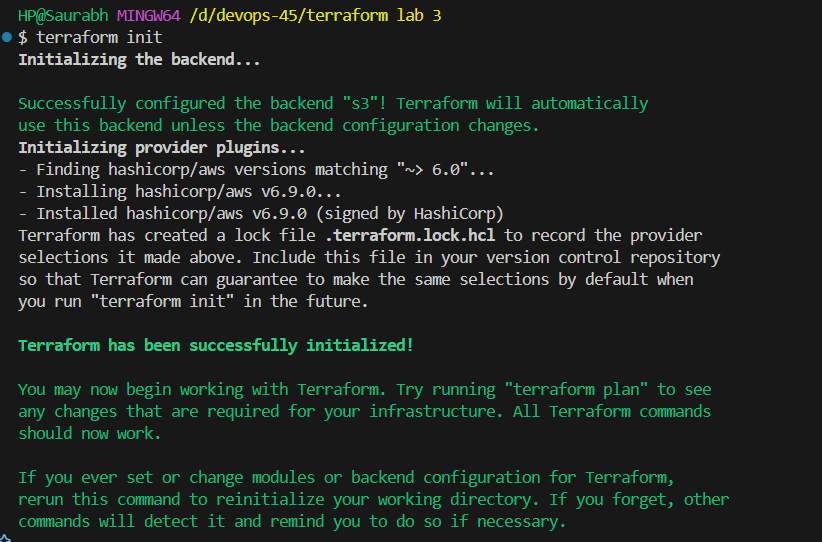 HP@Saurabh MINGW64 /d/devops-45/terraform lab 3
$ terraform init
Initializing the backend...
Successfully configured the backend "s3"! Terraform will automatically
use this backend unless the backend configuration changes.
Initializing provider plugins...
- Finding hashicorp/aws versions matching "~> 6.0"...
- Installing hashicorp/aws v6.9.0...
- Installed hashicorp/aws v6.9.0 (signed by HashiCorp)
Terraform has created a lock file .terraform.lock.hcl to record the provider
selections it made above. Include this file in your version control repository
so that Terraform can guarantee to make the same selections by default when
you run "terraform init" in the future.
Terraform has been successfully initialized!
You may now begin working with Terraform. Try running "terraform plan" to see
any changes that are required for your infrastructure. All Terraform commands
should now work.
If you ever set or change modules or backend configuration for Terraform,
rerun this command to reinitialize your working directory. If you forget, other
commands will detect it and remind you to do so if necessary.